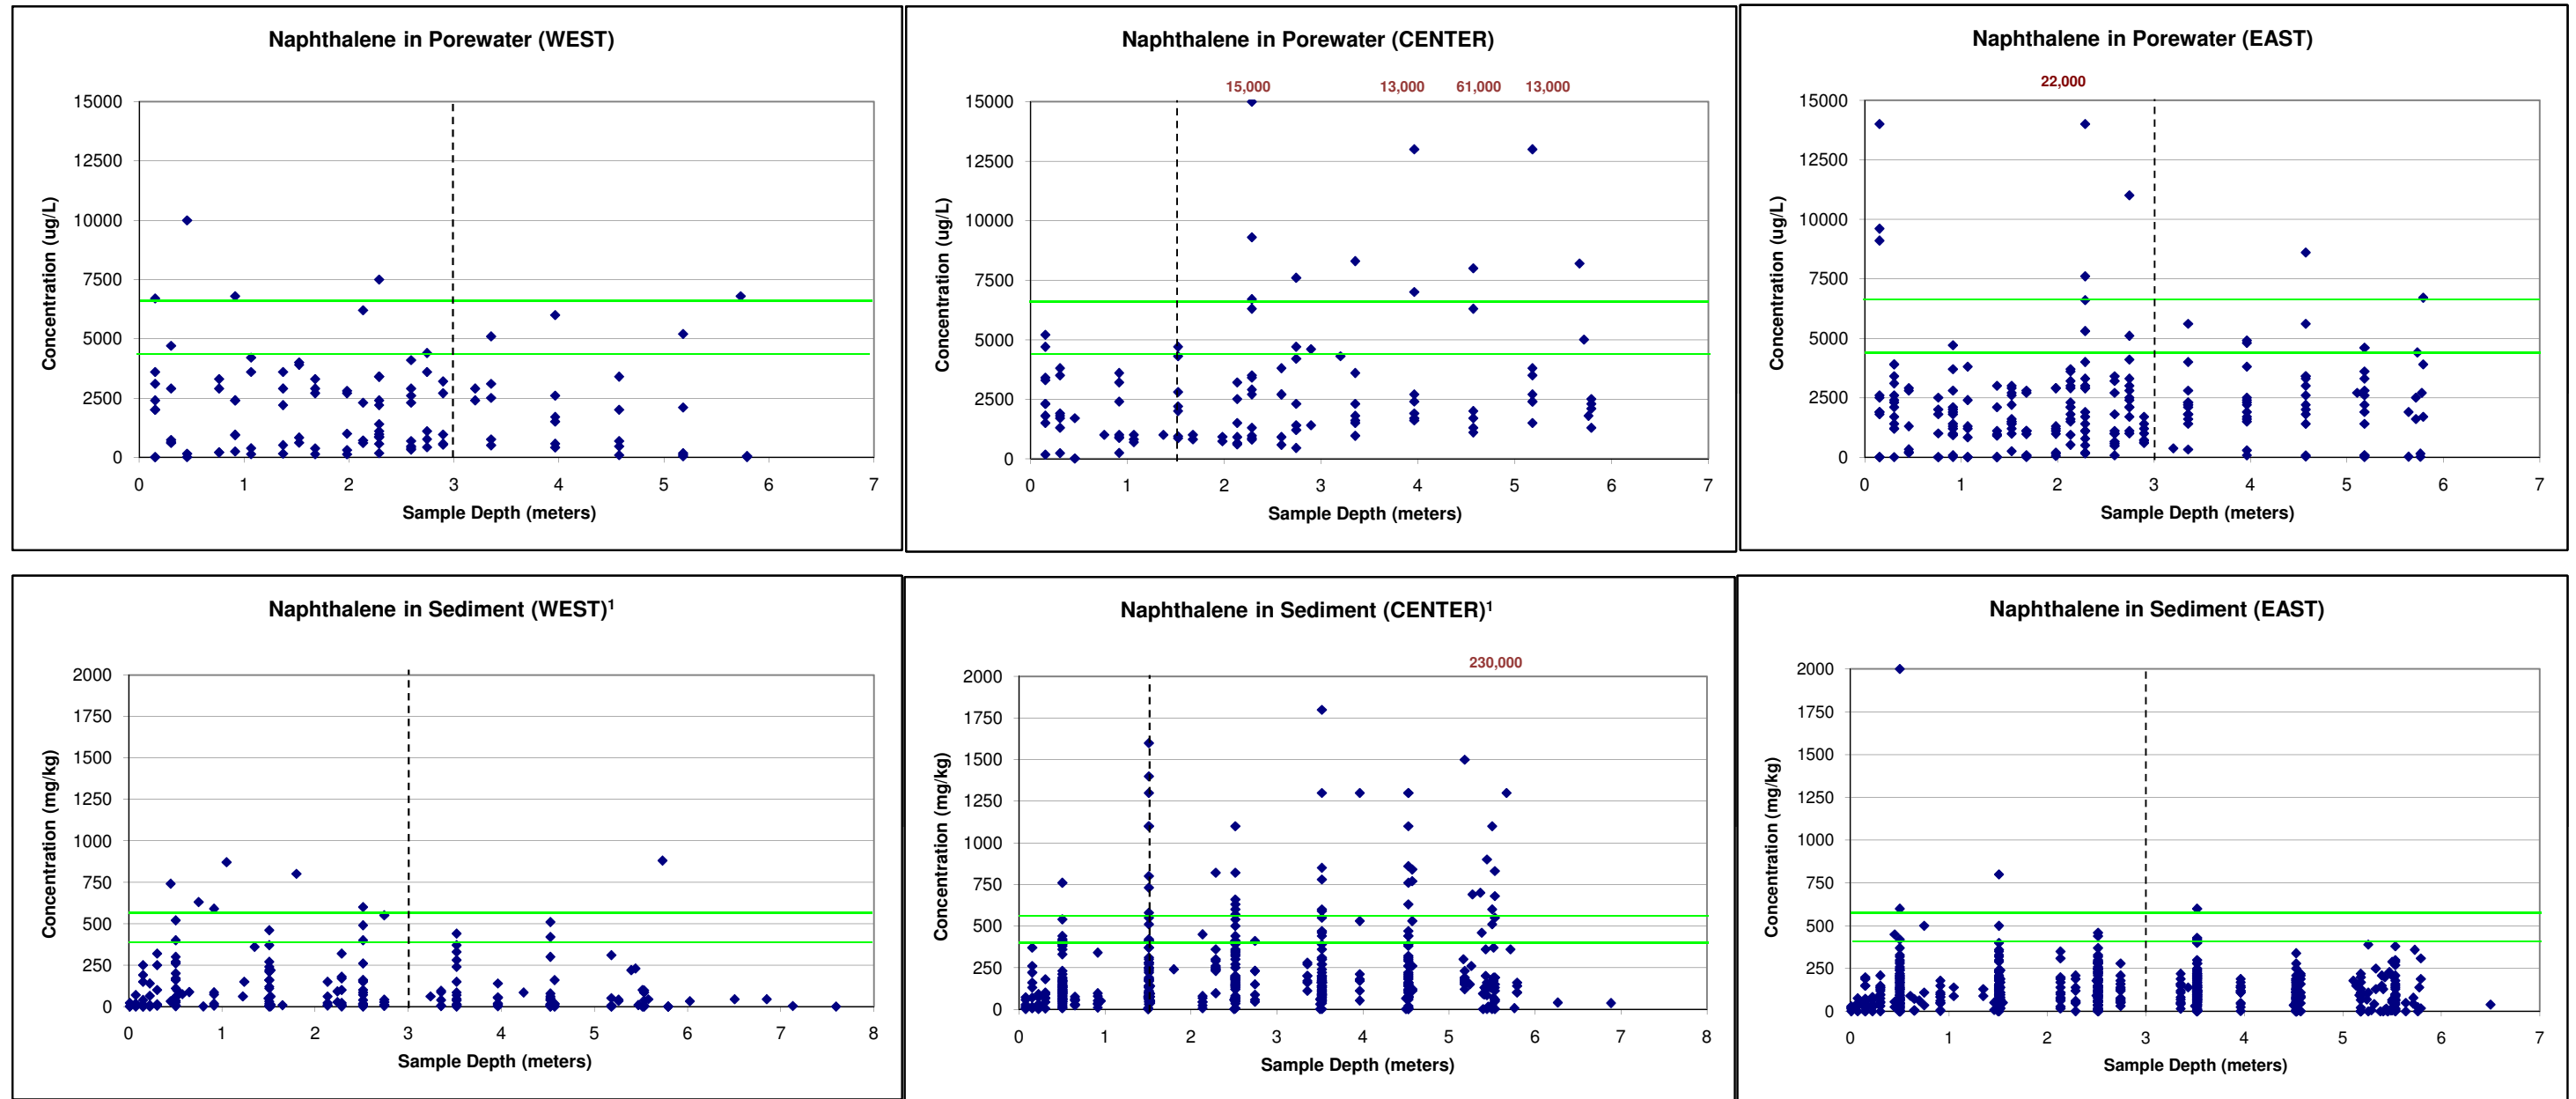 Naphthalene in Porewater (WEST)
15000
12500
10000
7500
5000
2500
0
Concentration (ug/L)
0 1 2 3 4 5 6 7
Sample Depth (meters)
Naphthalene in Porewater (CENTER)
15,000 13,000 61,000 13,000
15000
12500
10000
7500
5000
2500
0
Concentration (ug/L)
0 1 2 3 4 5 6 7
Sample Depth (meters)
Naphthalene in Porewater (EAST)
22,000
15000
12500
10000
7500
5000
2500
0
Concentration (ug/L)
0 1 2 3 4 5 6 7
Sample Depth (meters)
Naphthalene in Sediment (WEST)¹
2000
1750
1500
1250
1000
750
500
250
0
Concentration (mg/kg)
0 1 2 3 4 5 6 7 8
Sample Depth (meters)
Naphthalene in Sediment (CENTER)¹
230,000
2000
1750
1500
1250
1000
750
500
250
0
Concentration (mg/kg)
0 1 2 3 4 5 6 7 8
Sample Depth (meters)
Naphthalene in Sediment (EAST)
2000
1750
1500
1250
1000
750
500
250
0
Concentration (mg/kg)
0 1 2 3 4 5 6 7
Sample Depth (meters)